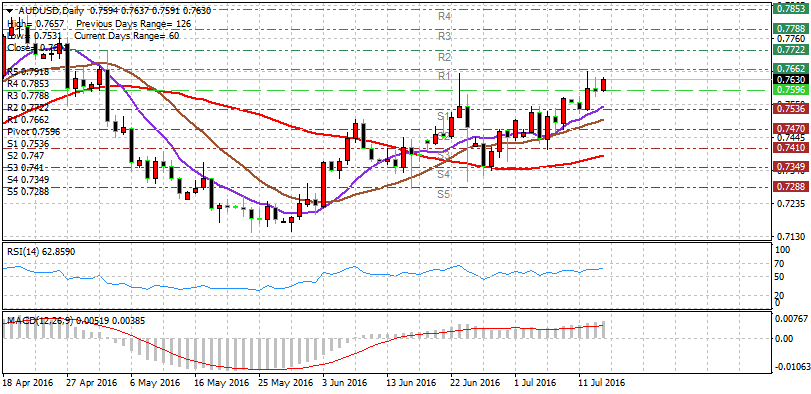 AUDUSD,Daily 0.7594 0.7637 0.7591 0.7630
High= 0.7657 Previous Days Range= 126
Low= 0.7531 Current Days Range= 60
R5 0.7918
R4 0.7853
R3 0.7788
R2 0.7722
R1 0.7662
Pivot 0.7596
S1 0.7536
S2 0.747
S3 0.741
S4 0.7349
S5 0.7288
R4
R3
R2
R1
S1
S4
S5
0.7853
0.7788
0.7760
0.7722
0.7662
0.7630
0.7596
0.7536
0.7470
0.7445
0.7410
0.7349
0.7288
0.7235
0.7130
RSI(14) 62.8590
100
70
50
20
0
MACD(12,26,9) 0.00519 0.00385
0.00767
0.00
-0.01063
18 Apr 2016 27 Apr 2016 6 May 2016 16 May 2016 25 May 2016 3 Jun 2016 13 Jun 2016 22 Jun 2016 1 Jul 2016 11 Jul 2016